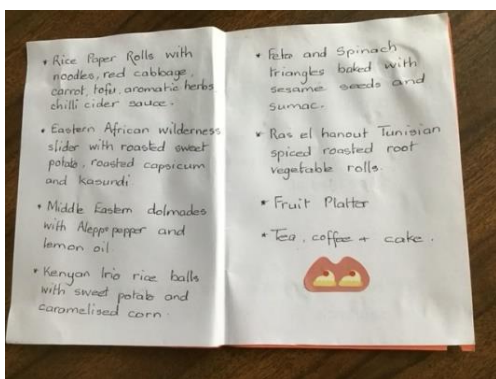 • Rice Paper Rolls with
noodles, red cabbage,
carrot, tofu, aromatic herbs
chilli cider sauce.
• Eastern African wilderness
slider with roasted sweet
potato, roasted capsicum
and kasundi
• Middle Eastern dolmades
with Aleppo pepper and
lemon oil.
• Kenyan Irio rice balls
with sweet potato and
caramelised corn.
• Feta and Spinach
triangles baked with
sesame seeds and
sumac.
• Ras el hanout Tunisian
spiced roasted root
vegetable rolls.
• Fruit Platter
• Tea, coffee + cake.